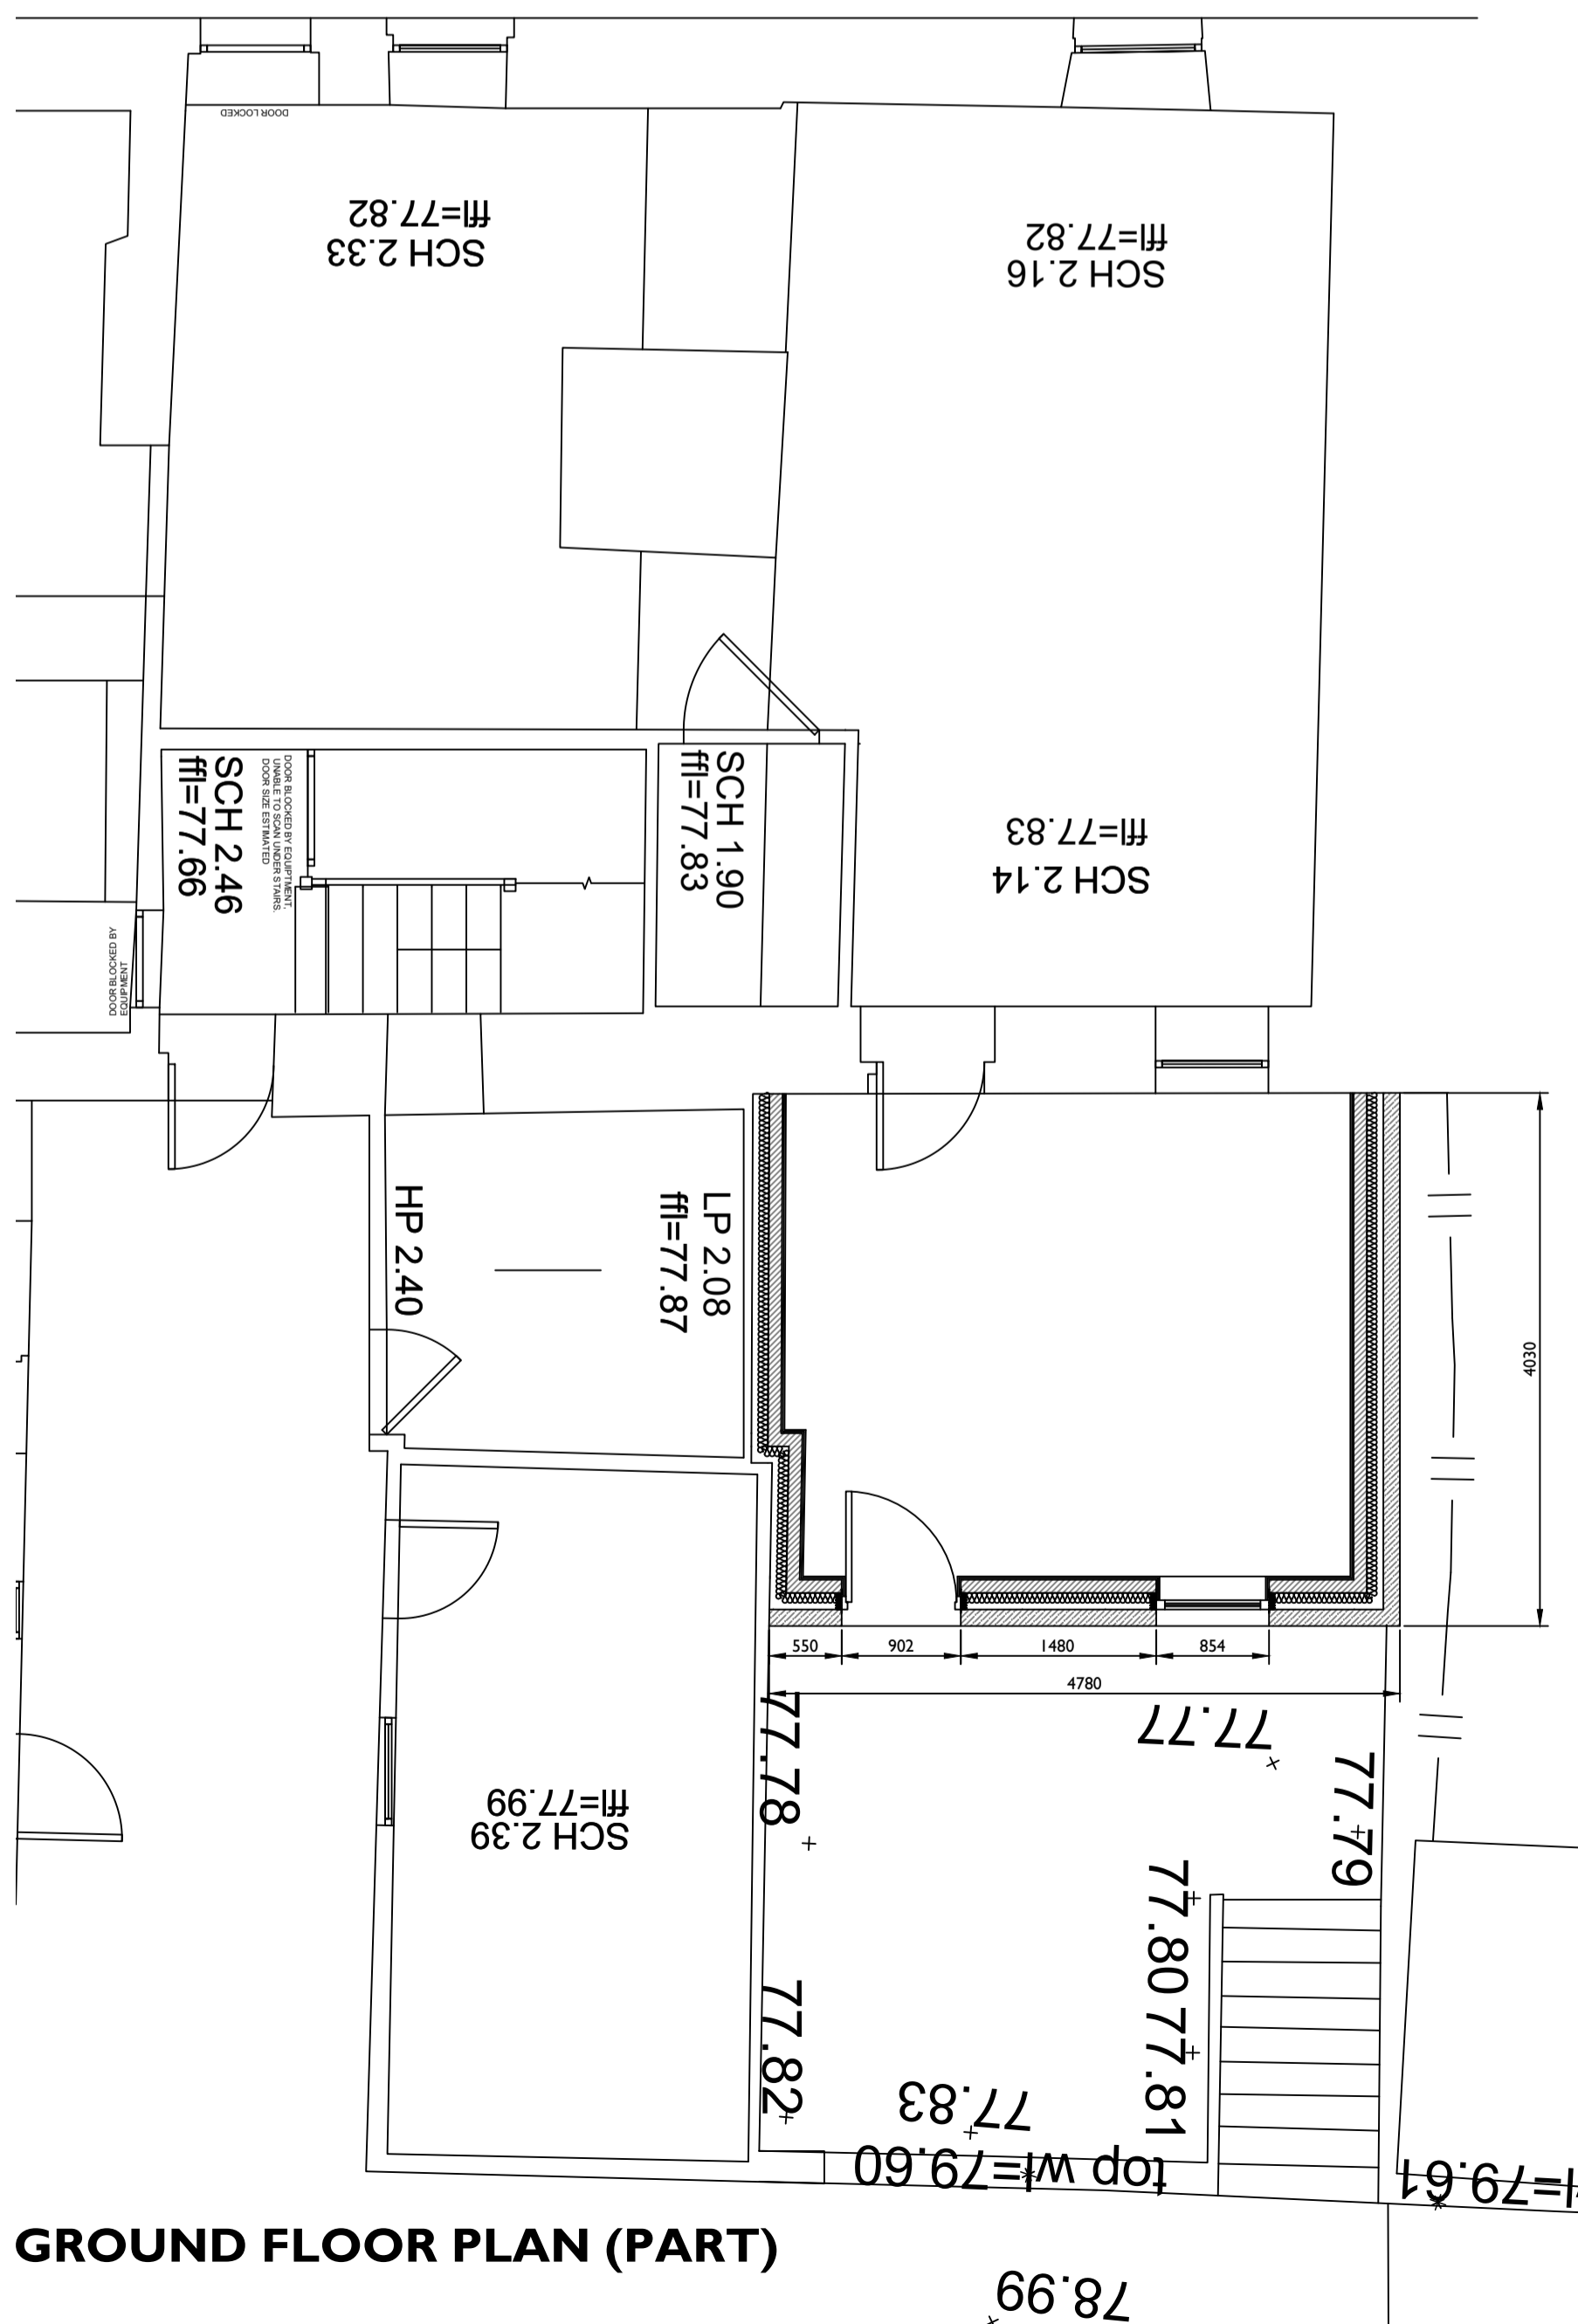 DOOR LOCKED
ffl=77.82
SCH 2.33
ffl=77.82
SCH 2.16
SCH 2.46
ffl=77.66
DOOR BLOCKED BY EQUIPTMENT,
UNABLE TO SCAN UNDER STAIRS.
DOOR SIZE ESTIMATED
SCH 1.90
ffl=77.83
ffl=77.83
SCH 2.14
DOOR BLOCKED BY
EQUIPMENT
HP 2.40
LP 2.08
ffl=77.87
4030
550
902
1480
854
4780
77.78
77.77
77.79
ffl=77.99
SCH 2.39
77.80
77.81
77.82
77.83
top wl=79.60
l=79.61
GROUND FLOOR PLAN (PART)
78.99